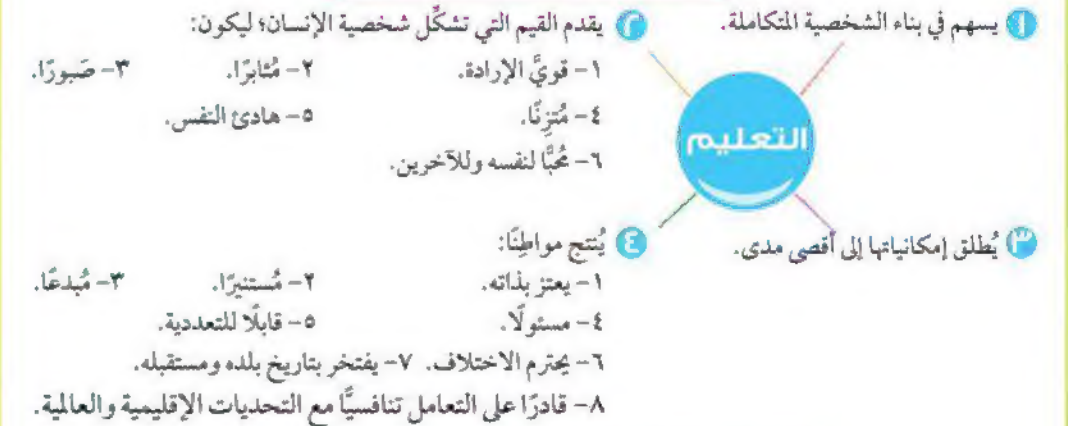 ١ يسهم في بناء الشخصية المتكاملة.
٢ يقدم القيم التي تشكِّل شخصية الإنسان؛ ليكون:
١- قويَّ الإرادة. ٢- مُثابرًا. ٣- صَبورًا.
٤- مُتزِنًا. ٥- هادئ النفس.
٦- مُحبًّا لنفسه وللآخرين.
التعليم
٣ يُطلق إمكانياتها إلى أقصى مدى.
٤ يُنتج مواطِنًا:
١- يعتز بذاته. ٢- مُستنيرًا. ٣- مُبدعًا.
٤- مسئولًا. ٥- قابلًا للتعددية.
٦- يحترم الاختلاف. ٧- يفتخر بتاريخ بلده ومستقبله.
٨- قادرًا على التعامل تنافسيًّا مع التحديات الإقليمية والعالمية.